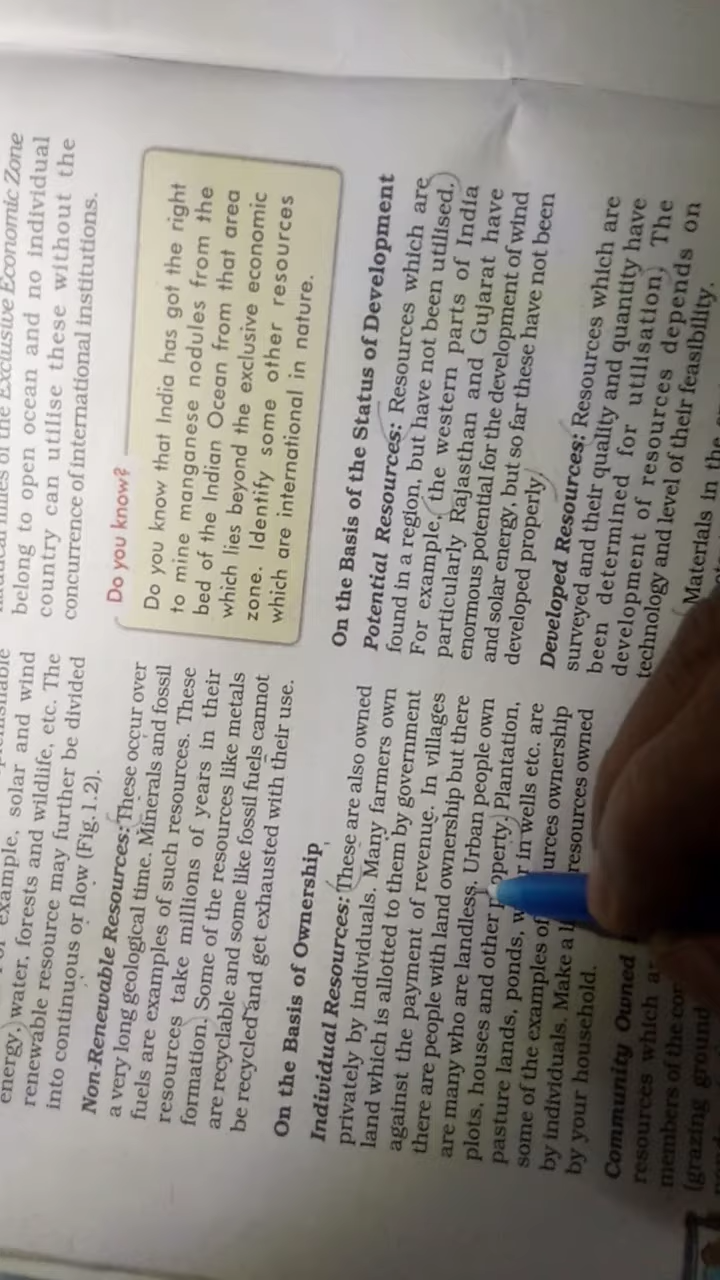 example, solar and wind
energy, water, forests and wildlife, etc. The
renewable resource may further be divided
into continuous or flow (Fig.1.2).
Non-Renewable Resources: These occur over
a very long geological time. Minerals and fossil
fuels are examples of such resources. These
resources take millions of years in their
formation. Some of the resources like metals
are recyclable and some like fossil fuels cannot
be recycled and get exhausted with their use.
On the Basis of Ownership
Individual Resources: These are also owned
privately by individuals. Many farmers own
land which is allotted to them by government
against the payment of revenue. In villages
there are people with land ownership but there
are many who are landless. Urban people own
plots, houses and other property. Plantation,
pasture lands, ponds, in wells etc. are
some of the examples of ownership
by individuals. Make a resources owned
by your household.
Community Owned
resources which
members of the
(grazing ground
of the Exclusive Economic Zone
belong to open ocean and no individual
country can utilise these without the
concurrence of international institutions.
Do you know?
Do you know that India has got the right
to mine manganese nodules from the
bed of the Indian Ocean from that area
which lies beyond the exclusive economic
zone. Identify some other resources
which are international in nature.
On the Basis of the Status of Development
Potential Resources: Resources which are
found in a region, but have not been utilised.
For example, the western parts of India
particularly Rajasthan and Gujarat have
enormous potential for the development of wind
and solar energy, but so far these have not been
developed properly.
Developed Resources: Resources which are
surveyed and their quality and quantity have
been determined for utilisation. The
development of resources depends on
technology and level of their feasibility.
Materials in the